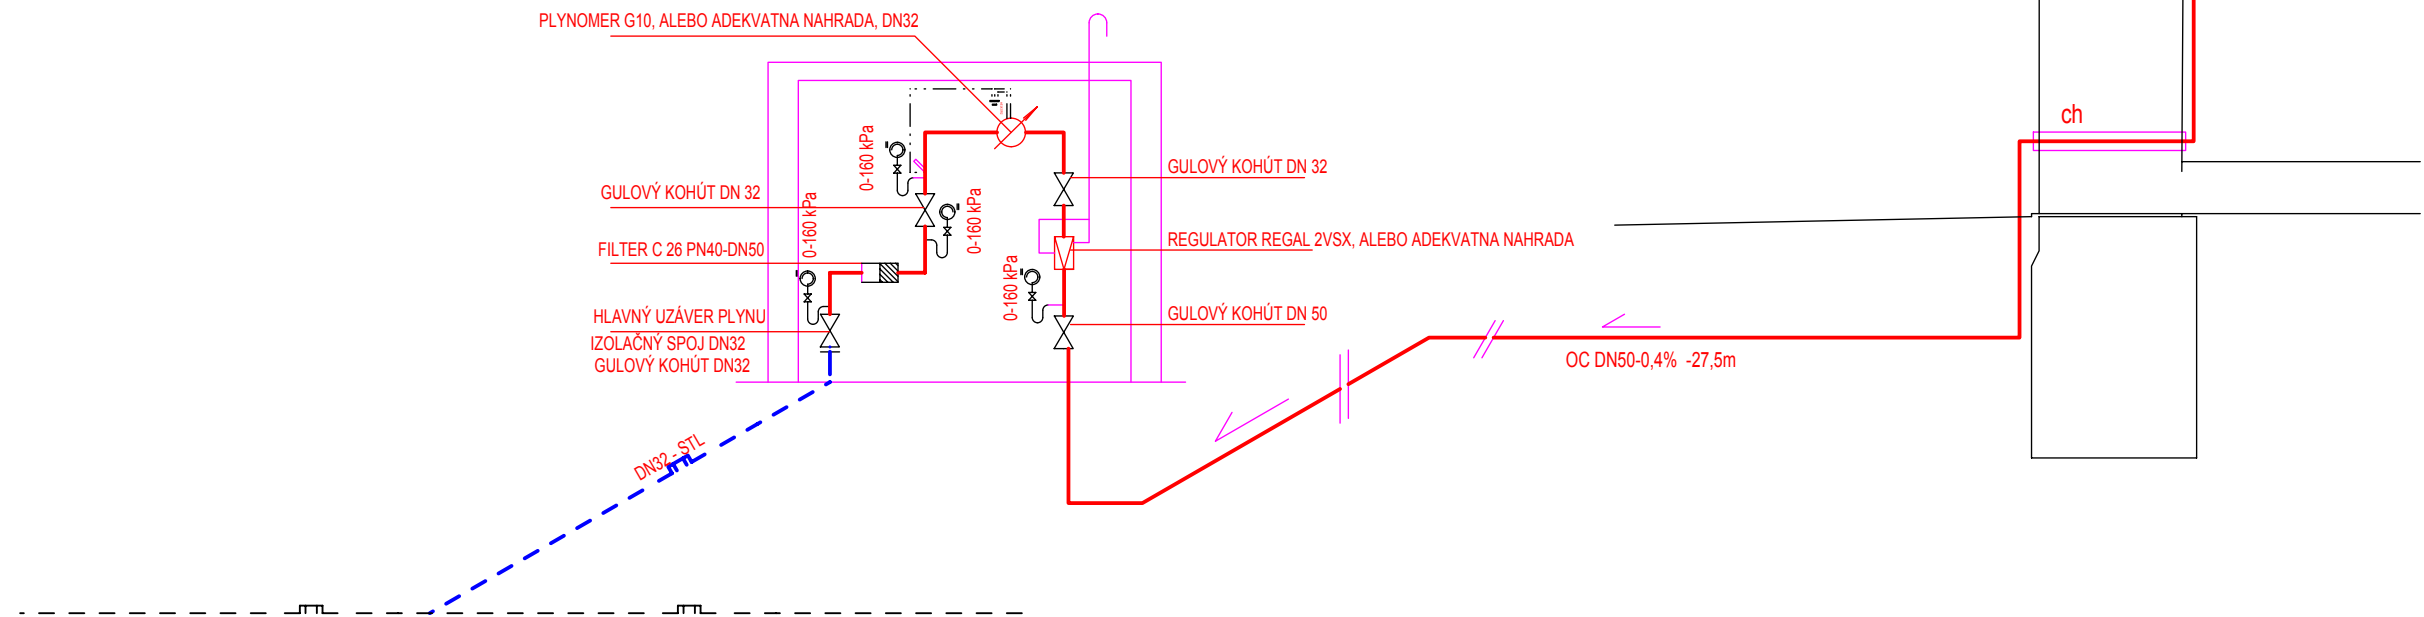 PLYNOMER G10, ALEBO ADEKVATNA NAHRADA, DN32
ch
0-160 kPa
GULOVÝ KOHÚT DN 32
GULOVÝ KOHÚT DN 32
0-160 kPa
0-160 kPa
FILTER C 26 PN40-DN50
REGULATOR REGAL 2VSX, ALEBO ADEKVATNA NAHRADA
0-160 kPa
HLAVNÝ UZÁVER PLYNU
GULOVÝ KOHÚT DN 50
IZOLAČNÝ SPOJ DN32
GULOVÝ KOHÚT DN32
OC DN50-0,4% -27,5m
DN32 - STL